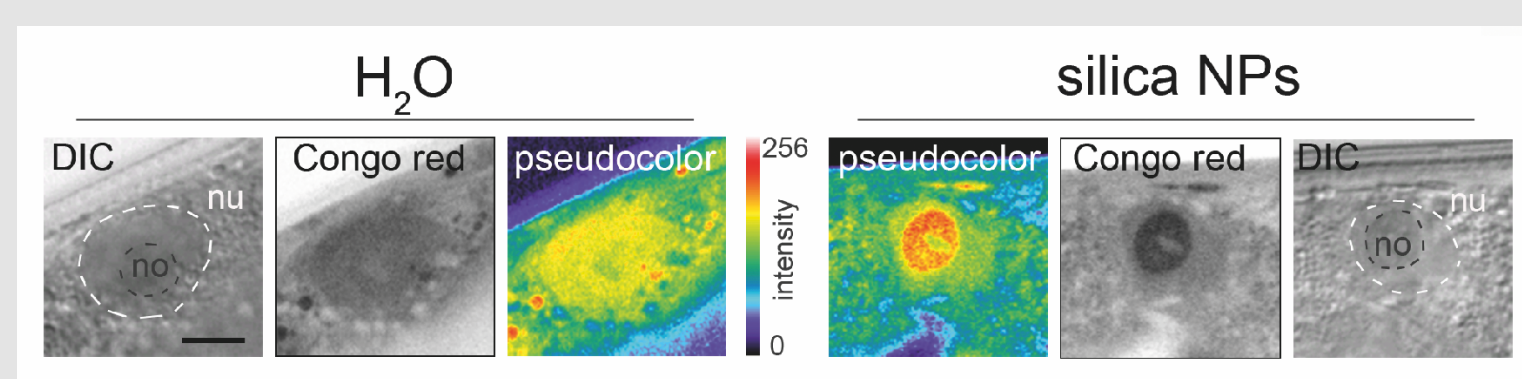 H₂O
silica NPs
DIC
nu
no
Congo red
pseudocolor
256
intensity
0
pseudocolor
Congo red
DIC
nu
no